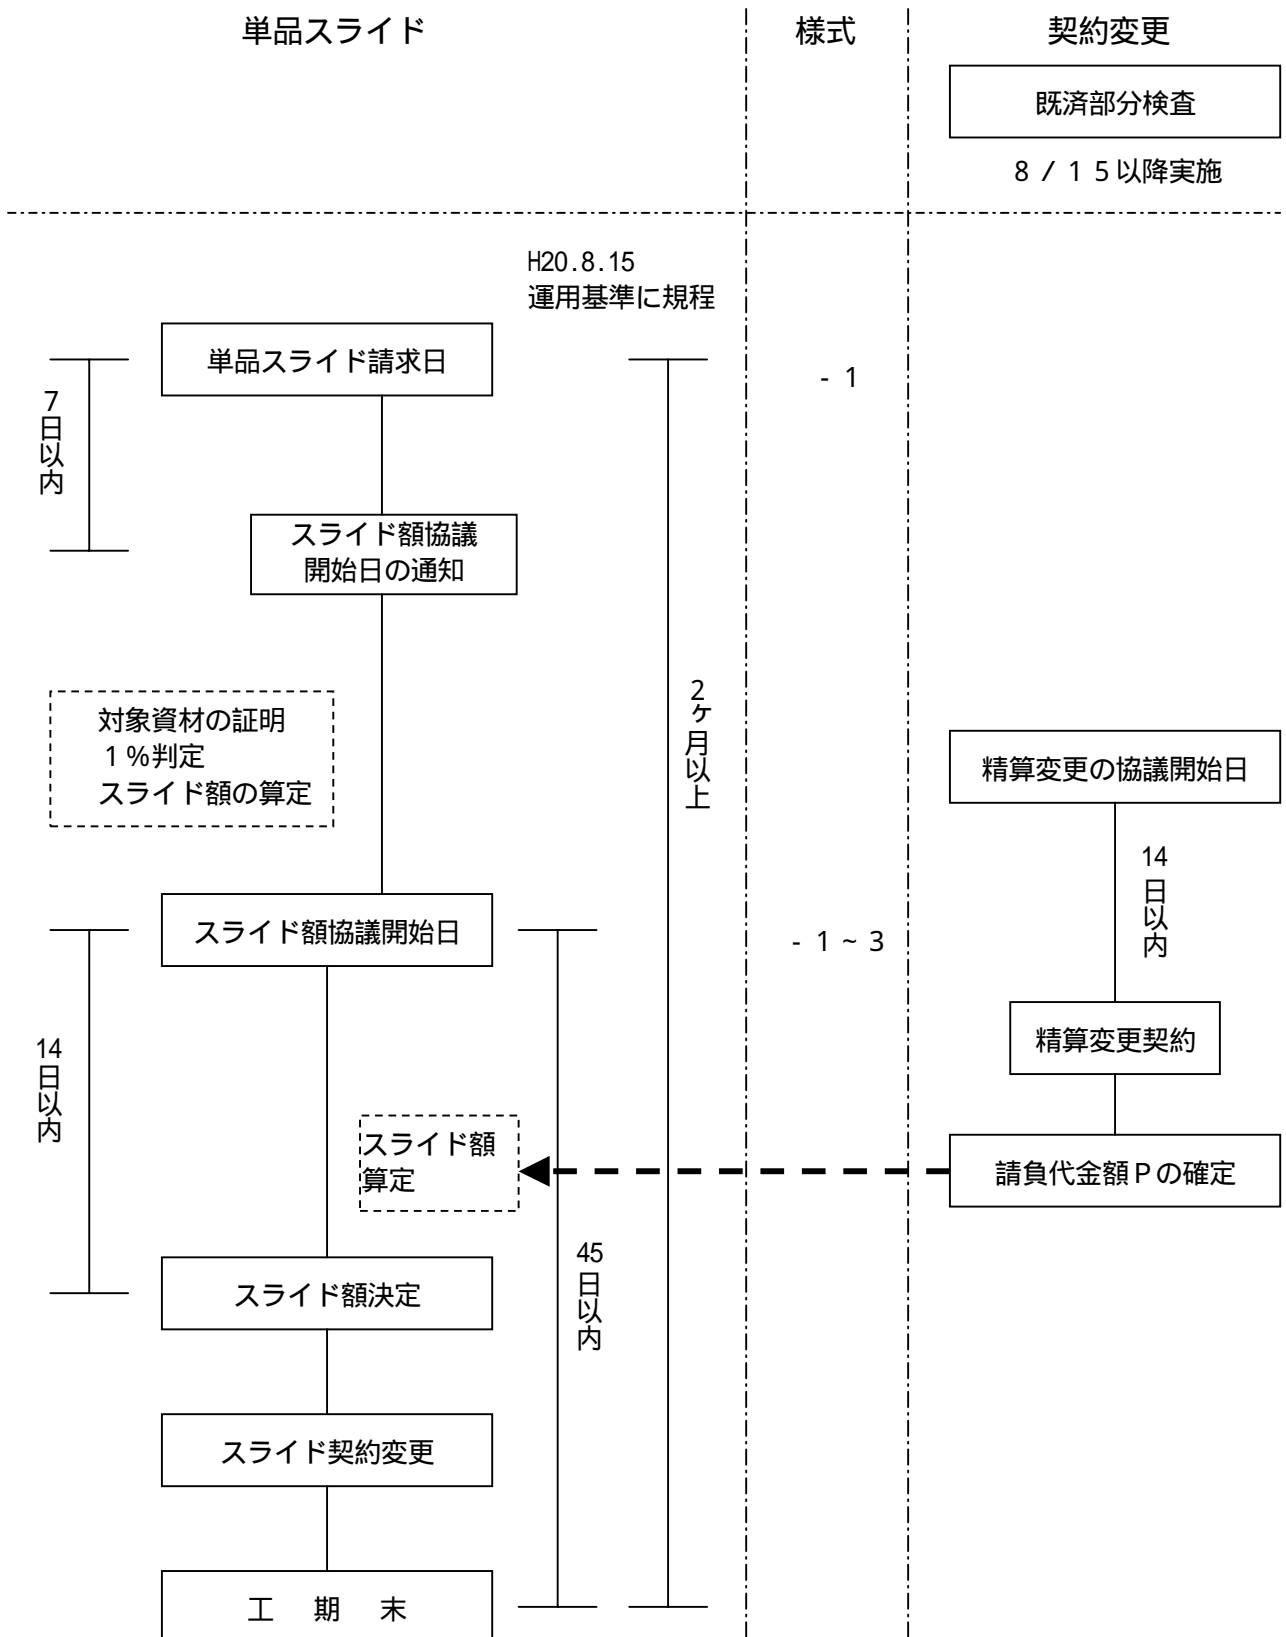 単品スライド
様式
契約変更
既済部分検査
8 / 1 5 以降実施
H20.8.15
運用基準に規程
単品スライド請求日
- 1
7日以内
スライド額協議
開始日の通知
2ヶ月以上
対象資材の証明
1%判定
スライド額の算定
精算変更の協議開始日
14日以内
スライド額協議開始日
- 1 ~ 3
精算変更契約
14日以内
スライド額
算定
請負代金額Pの確定
45日以内
スライド額決定
スライド契約変更
工 期 末